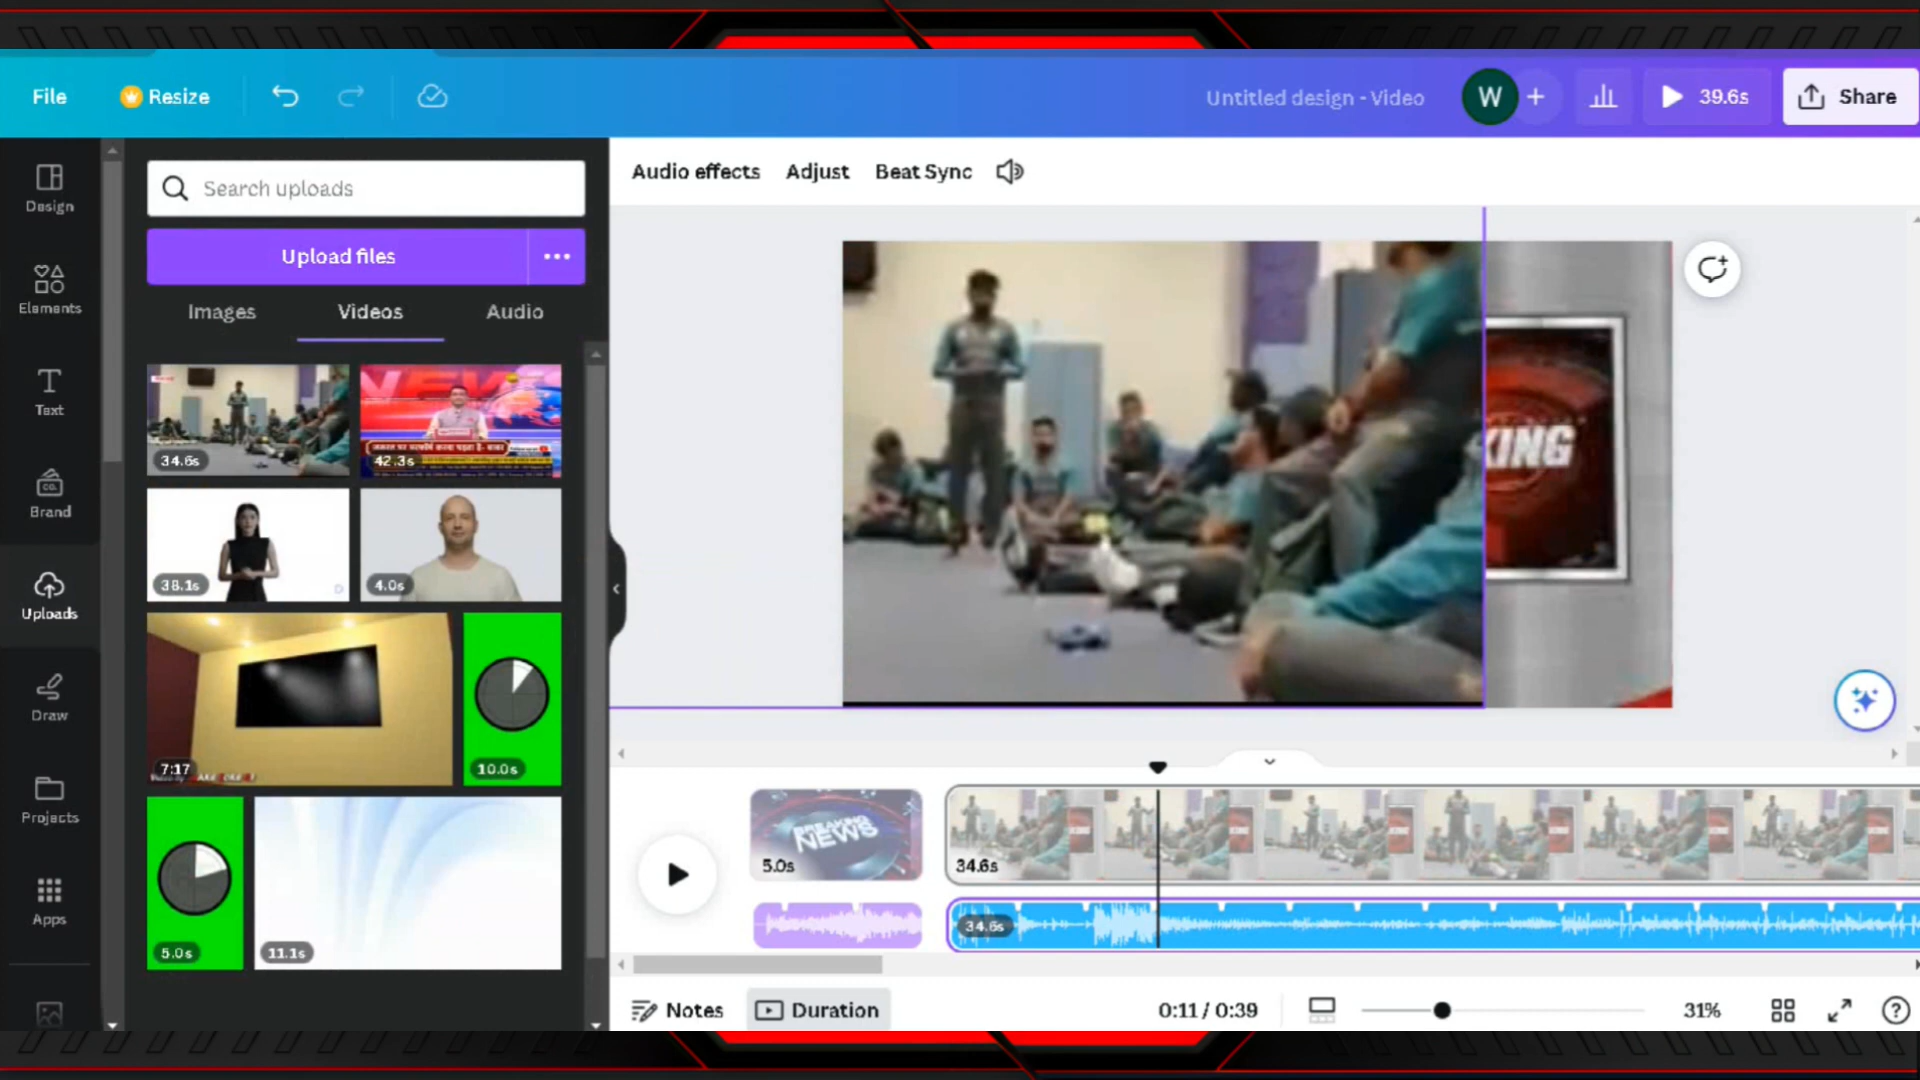 File
Resize
Untitled design - Video
W
39.6s
Share
Design
Elements
Text
CO.
Brand
Uploads
Draw
Projects
Apps
Search uploads
Upload files
Images
Videos
Audio
34.6s
42.3s
38.1s
4.0s
7:17
10.0s
5.0s
11.1s
Audio effects
Adjust
Beat Sync
KING
BREAKING
NEWS
5.0s
34.6s
34.6s
Notes
Duration
0:11 / 0:39
31%